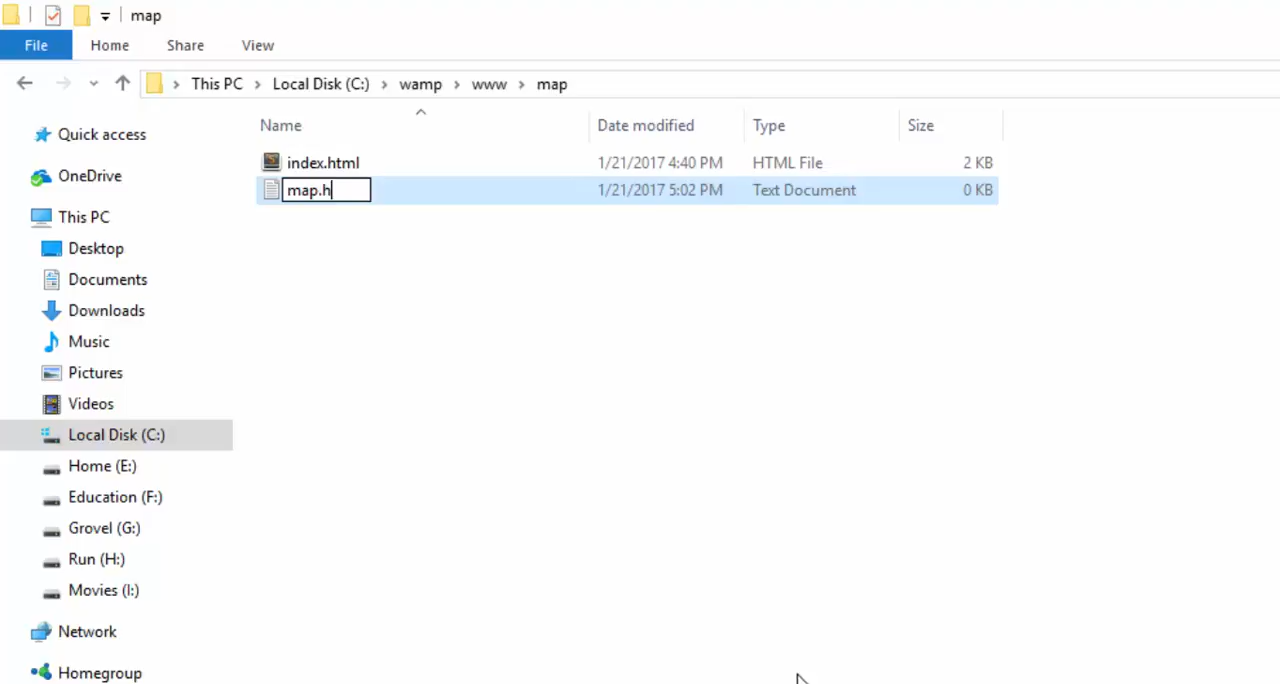 map
File Home Share View
This PC Local Disk (C:) wamp www map
Name Date modified Type Size
index.html 1/21/2017 4:40 PM HTML File 2 KB
map.h 1/21/2017 5:02 PM Text Document 0 KB
Quick access
OneDrive
This PC
Desktop
Documents
Downloads
Music
Pictures
Videos
Local Disk (C:)
Home (E:)
Education (F:)
Grovel (G:)
Run (H:)
Movies (I:)
Network
Homegroup